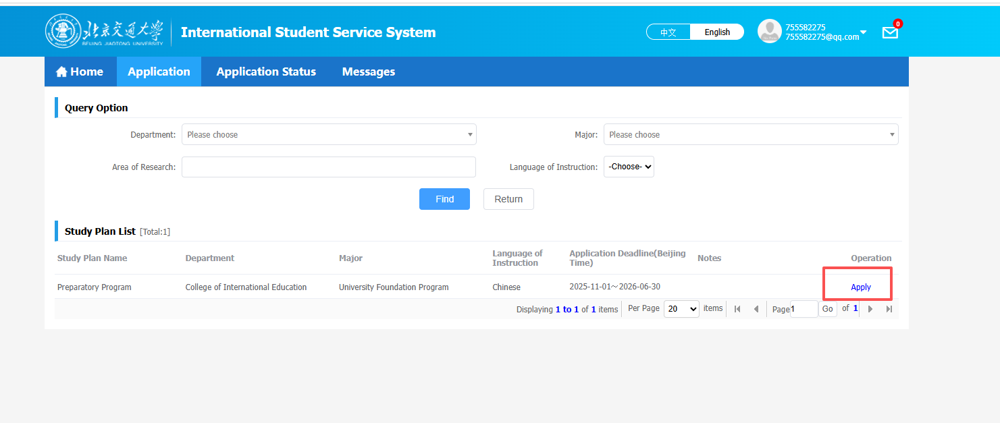 北京交通大学
BEIJING JIAOTONG UNIVERSITY
International Student Service System
中文 English
755582275
755582275@qq.com
0
Home Application Application Status Messages
Query Option
Department: Please choose Major: Please choose
Area of Research: Language of Instruction: -Choose-
Find Return
Study Plan List [Total:1]
Study Plan Name Department Major Language of Instruction Application Deadline(Beijing Time) Notes Operation
Preparatory Program College of International Education University Foundation Program Chinese 2025-11-01～2026-06-30 Apply
Displaying 1 to 1 of 1 items Per Page 20 items Page 1 Go of 1